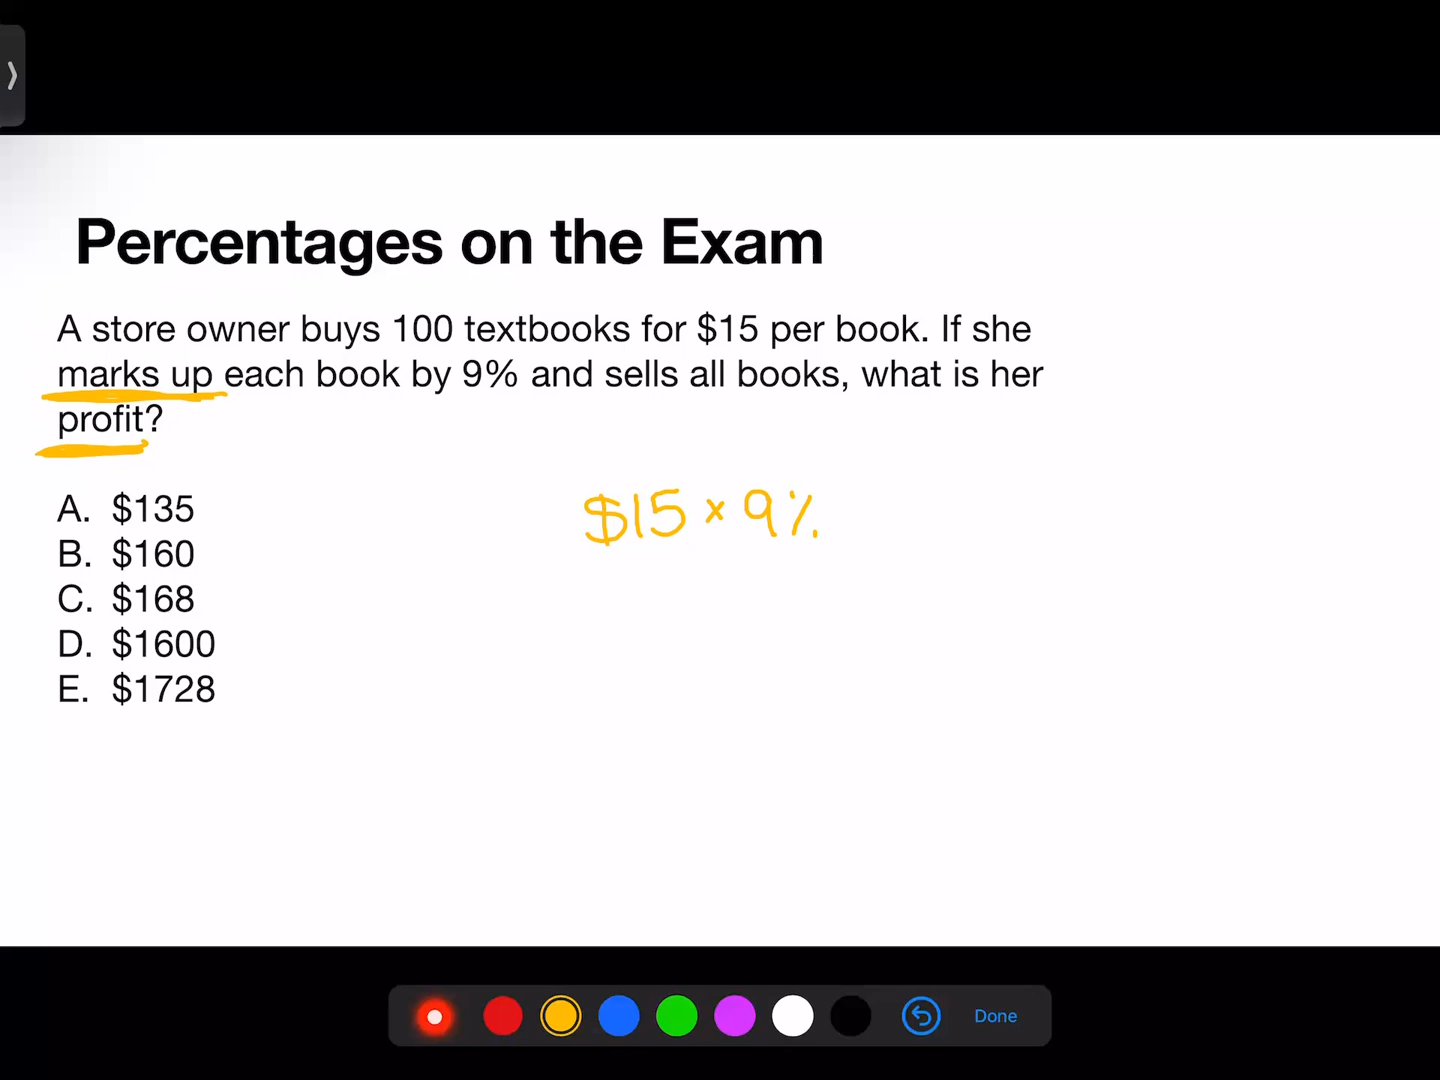 Percentages on the Exam
A store owner buys 100 textbooks for $15 per book. If she
marks up each book by 9% and sells all books, what is her
profit?
A. $135
B. $160
C. $168
D. $1600
E. $1728
$15 × 9%
Done